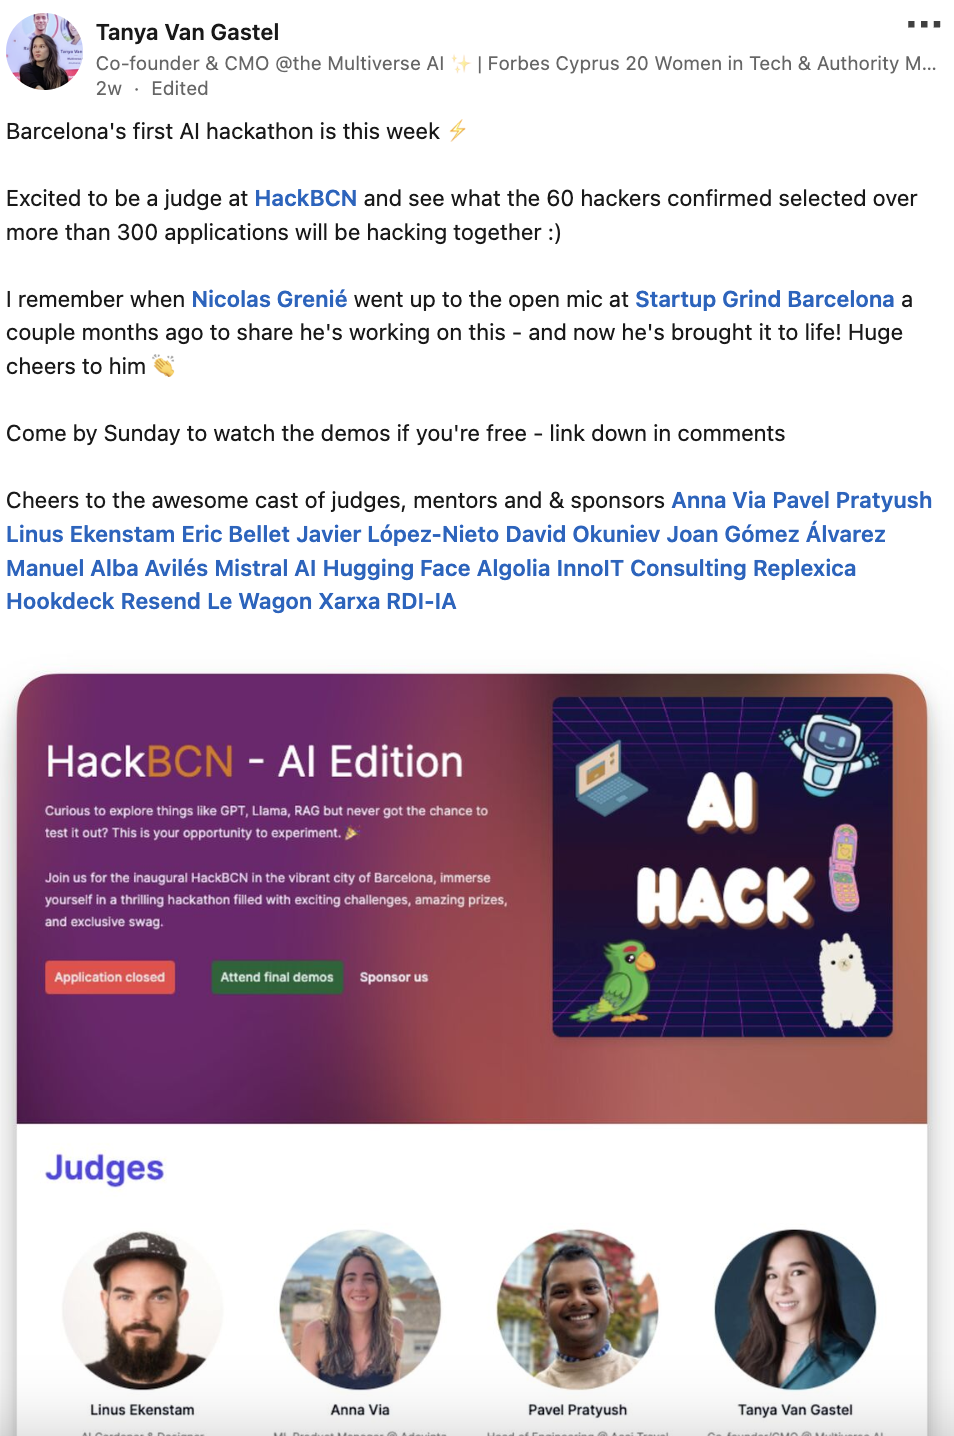 Tanya Van Gastel
Co-founder & CMO @the Multiverse AI ✨ | Forbes Cyprus 20 Women in Tech & Authority M...
2w · Edited
Barcelona's first AI hackathon is this week ⚡
Excited to be a judge at HackBCN and see what the 60 hackers confirmed selected over
more than 300 applications will be hacking together :)
I remember when Nicolas Grenié went up to the open mic at Startup Grind Barcelona a
couple months ago to share he's working on this - and now he's brought it to life! Huge
cheers to him 👏
Come by Sunday to watch the demos if you're free - link down in comments
Cheers to the awesome cast of judges, mentors and & sponsors Anna Via Pavel Pratyush
Linus Ekenstam Eric Bellet Javier López-Nieto David Okuniev Joan Gómez Álvarez
Manuel Alba Avilés Mistral AI Hugging Face Algolia InnoIT Consulting Replexica
Hookdeck Resend Le Wagon Xarxa RDI-IA
HackBCN - AI Edition
Curious to explore things like GPT, Llama, RAG but never got the chance to
test it out? This is your opportunity to experiment. 🎉
Join us for the inaugural HackBCN in the vibrant city of Barcelona, immerse
yourself in a thrilling hackathon filled with exciting challenges, amazing prizes,
and exclusive swag.
Application closed Attend final demos Sponsor us
AI
HACK
Judges
Linus Ekenstam Anna Via Pavel Pratyush Tanya Van Gastel